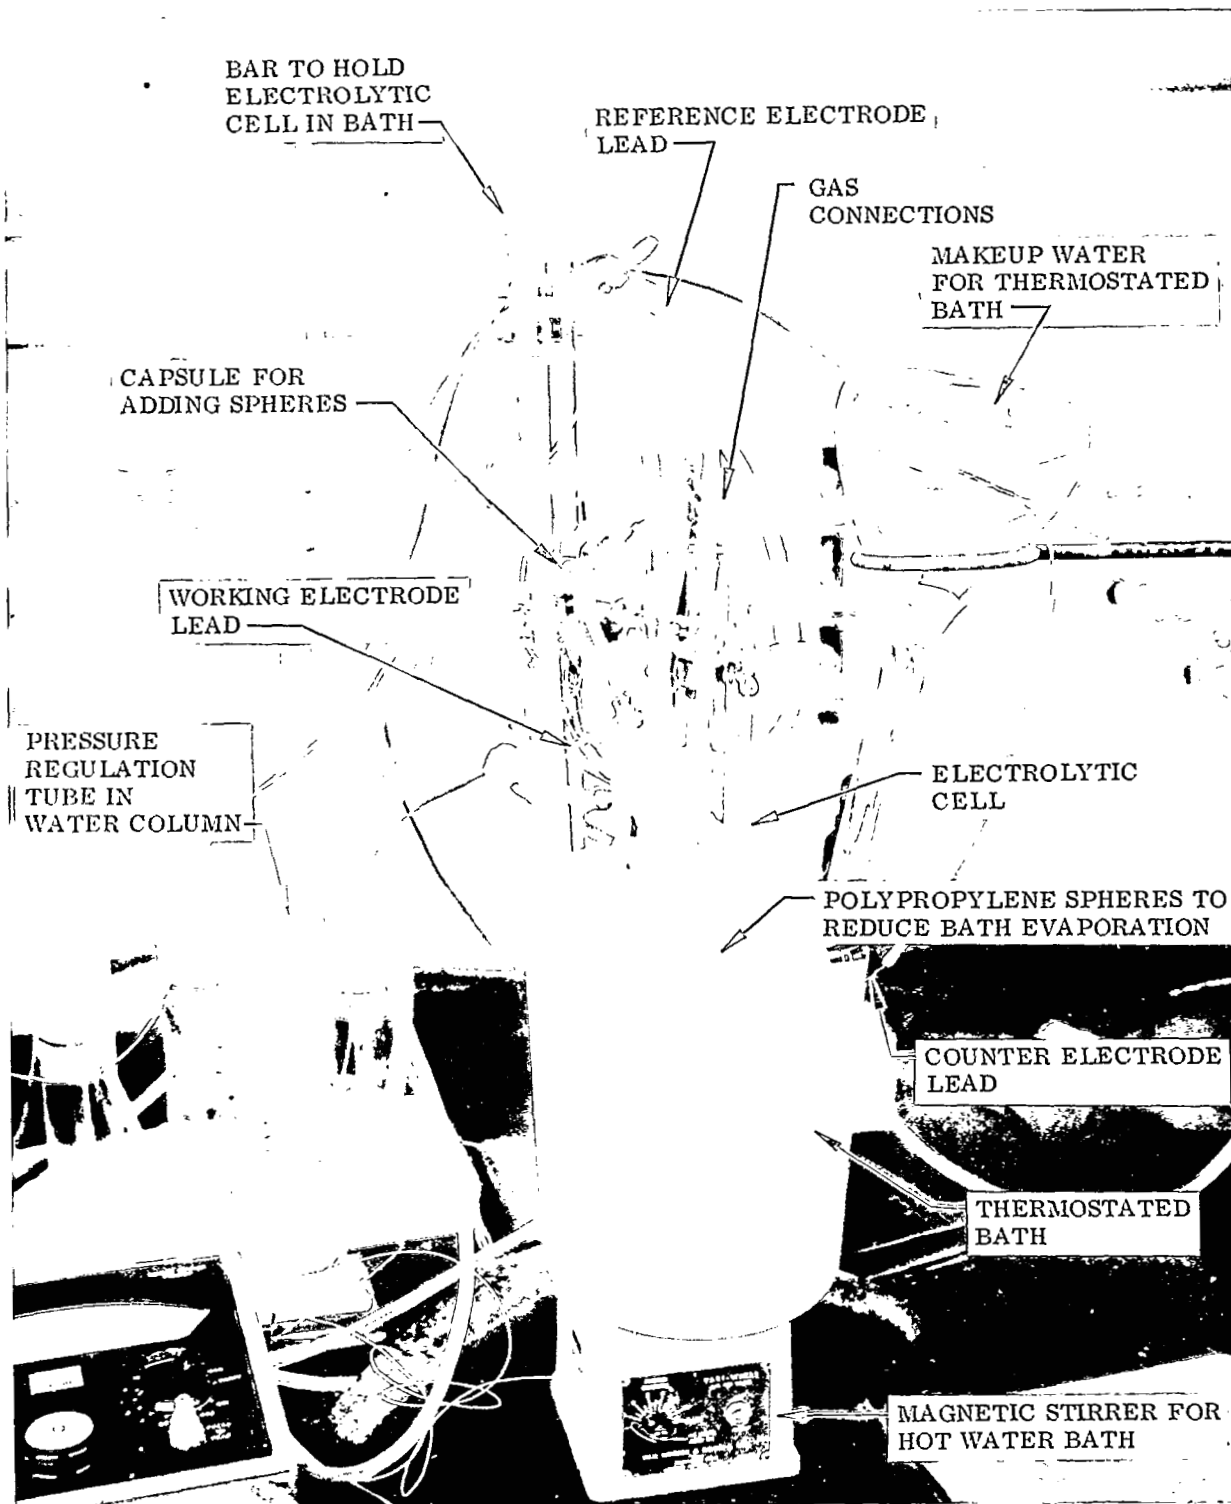 BAR TO HOLD
ELECTROLYTIC
CELL IN BATH
REFERENCE ELECTRODE
LEAD
GAS
CONNECTIONS
MAKEUP WATER
FOR THERMOSTATED
BATH
CAPSULE FOR
ADDING SPHERES
WORKING ELECTRODE
LEAD
PRESSURE
REGULATION
TUBE IN
WATER COLUMN
ELECTROLYTIC
CELL
POLYPROPYLENE SPHERES TO
REDUCE BATH EVAPORATION
COUNTER ELECTRODE
LEAD
THERMOSTATED
BATH
MAGNETIC STIRRER FOR
HOT WATER BATH